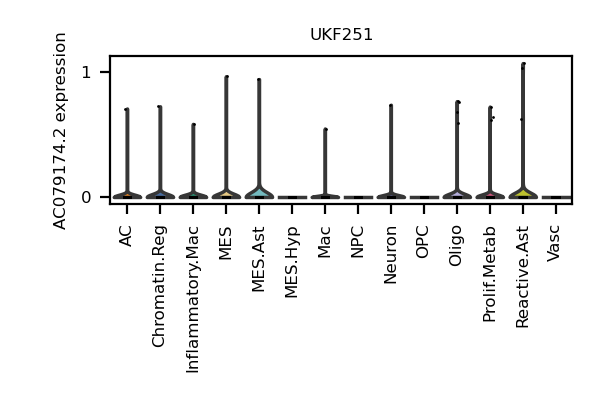 UKF251
AC079174.2 expression
1
0
AC
Chromatin.Reg
Inflammatory.Mac
MES
MES.Ast
MES.Hyp
Mac
NPC
Neuron
OPC
Oligo
Prolif.Metab
Reactive.Ast
Vasc